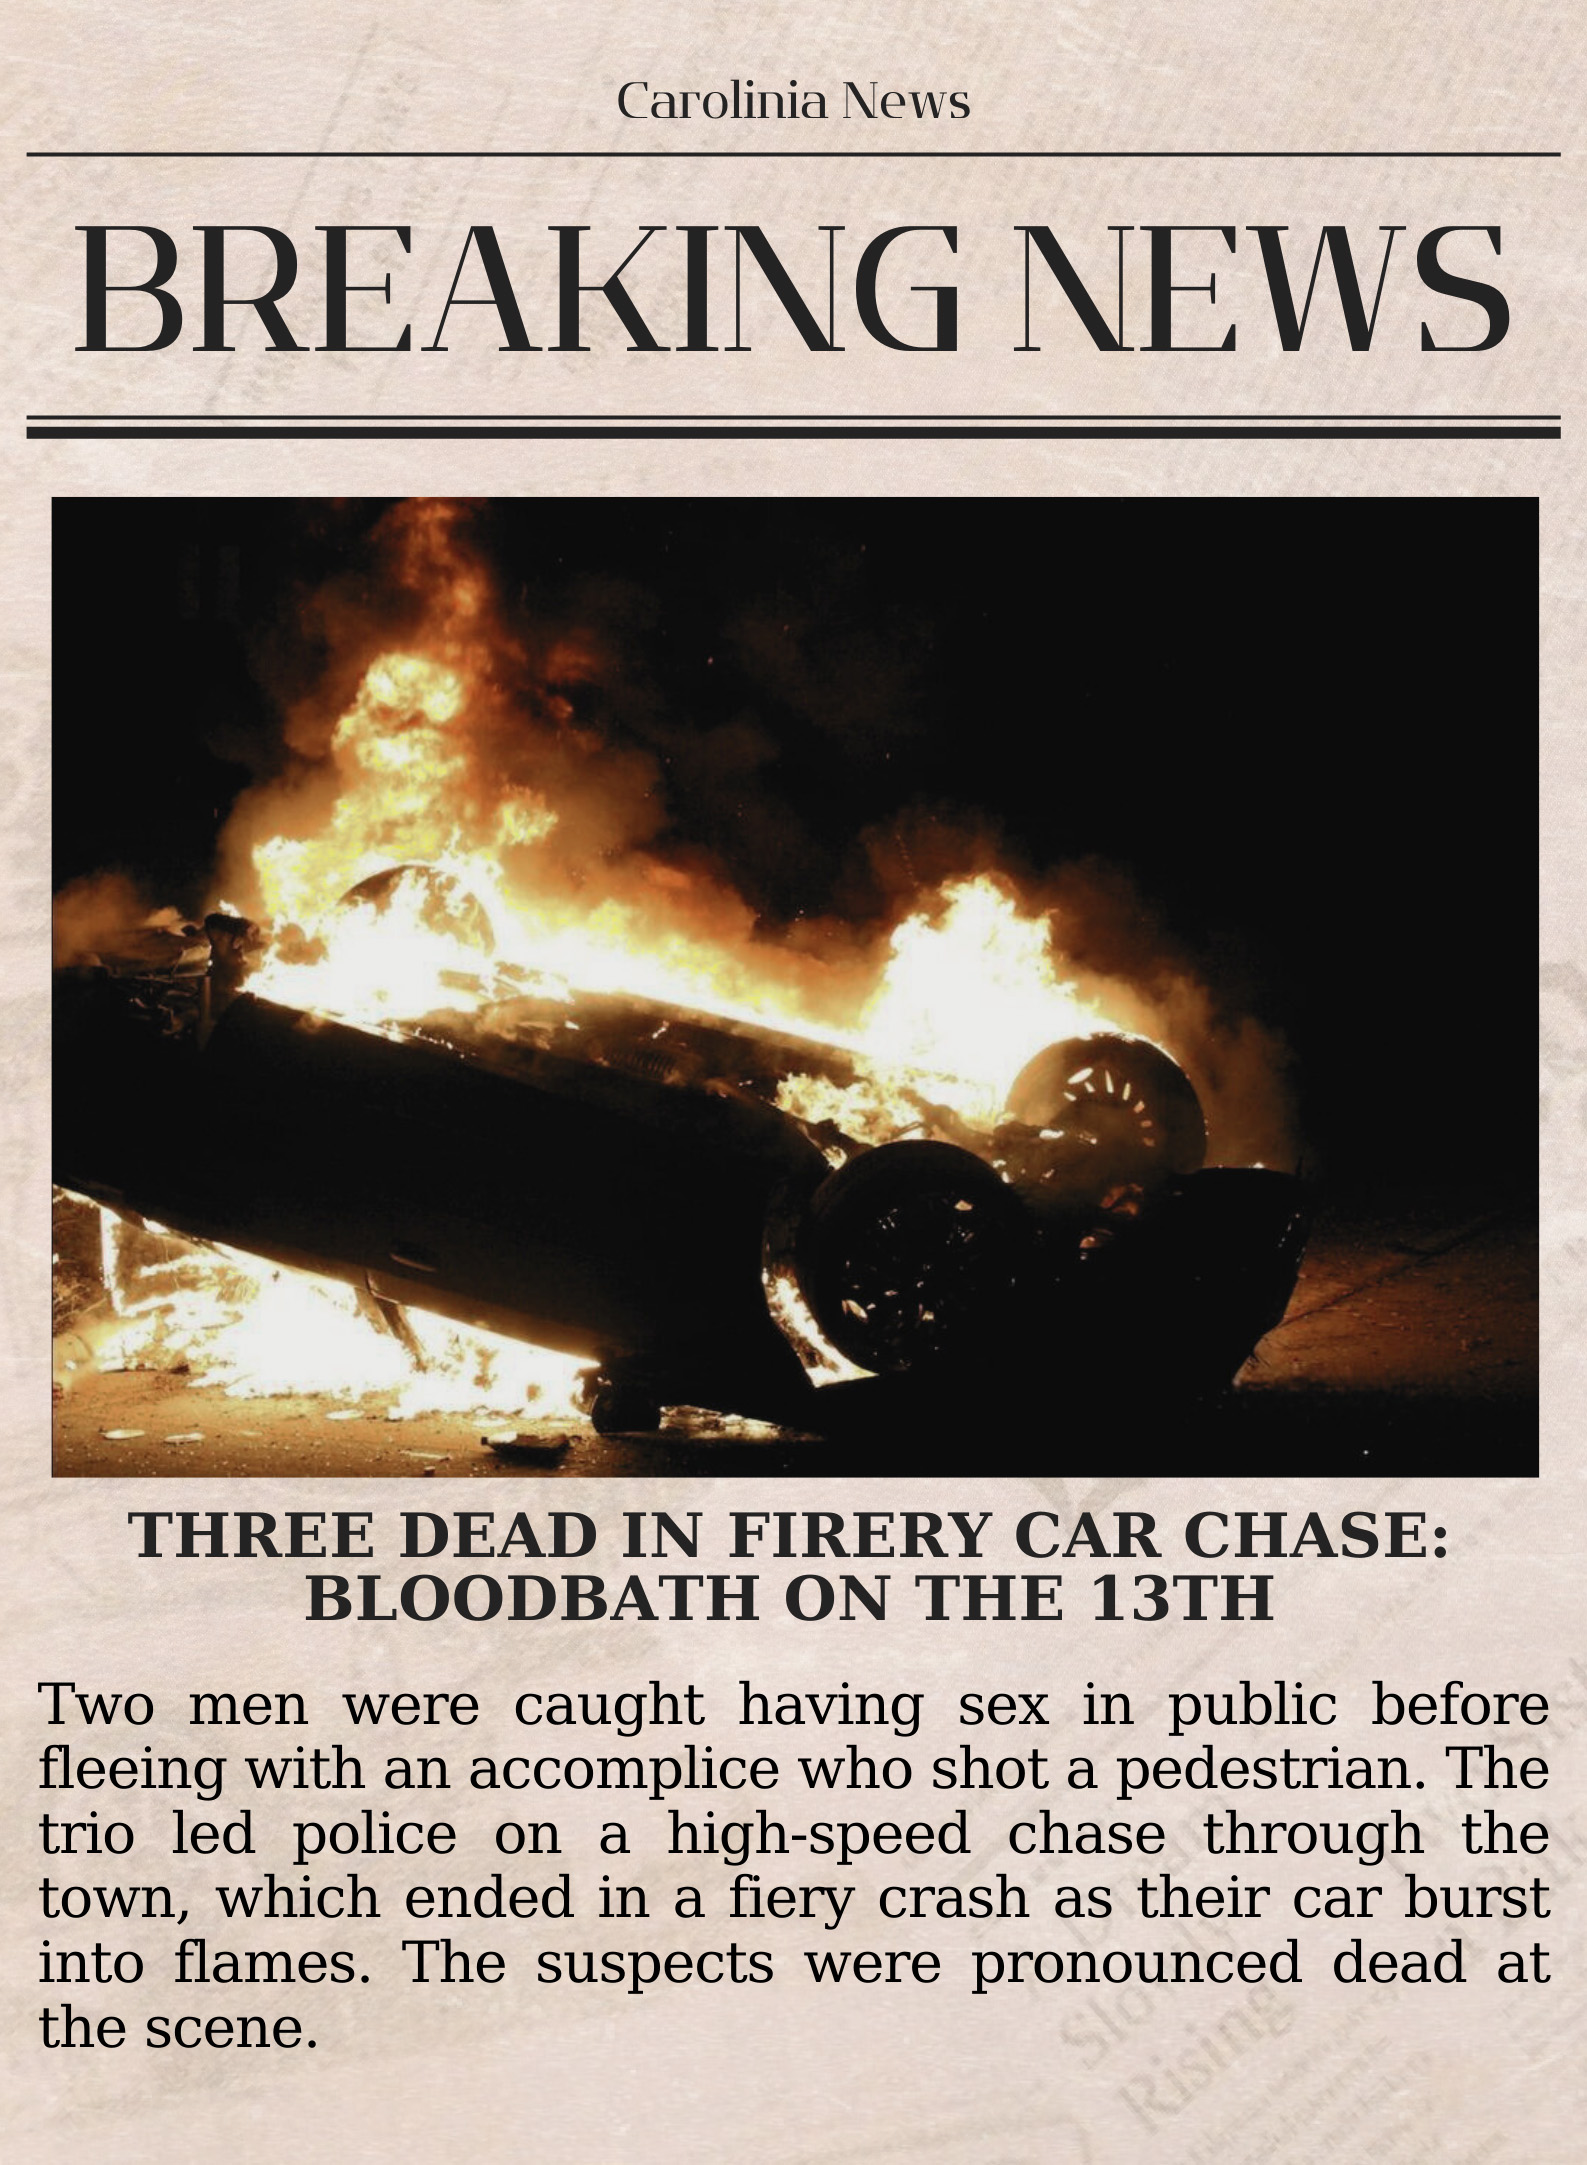 Carolinia News
BREAKING NEWS
THREE DEAD IN FIRERY CAR CHASE:
BLOODBATH ON THE 13TH
Two men were caught having sex in public before
fleeing with an accomplice who shot a pedestrian. The
trio led police on a high-speed chase through the
town, which ended in a fiery crash as their car burst
into flames. The suspects were pronounced dead at
the scene.
Slowly
Rising